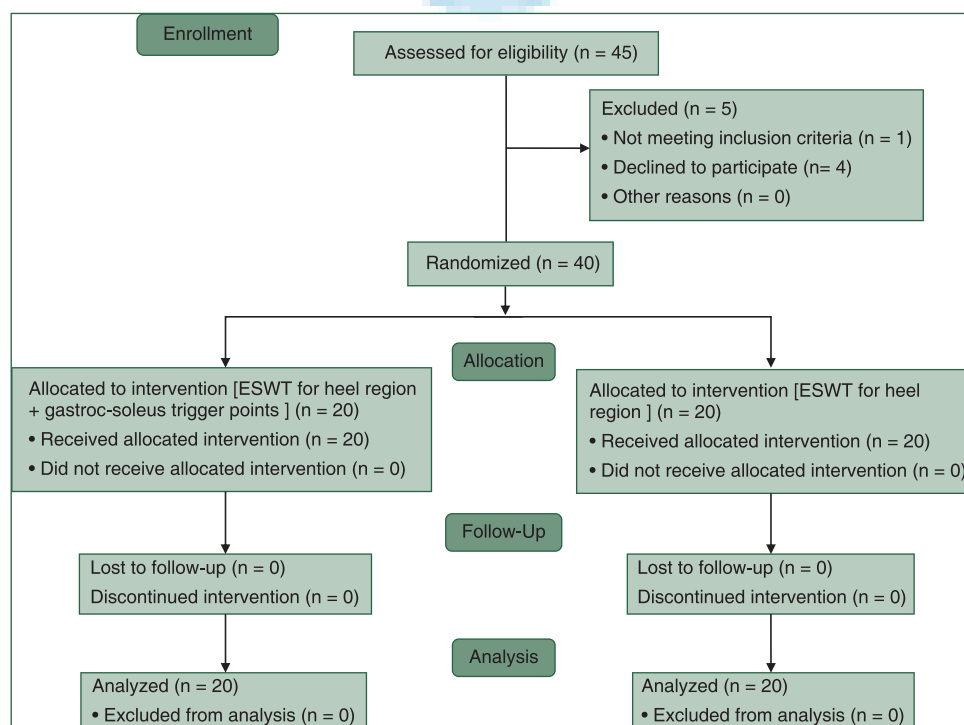 Enrollment
Assessed for eligibility (n = 45)
Excluded (n = 5)
• Not meeting inclusion criteria (n = 1)
• Declined to participate (n= 4)
• Other reasons (n = 0)
Randomized (n = 40)
Allocation
Allocated to intervention [ESWT for heel region
+ gastroc-soleus trigger points ] (n = 20)
• Received allocated intervention (n = 20)
• Did not receive allocated intervention (n = 0)
Allocated to intervention [ESWT for heel
region ] (n = 20)
• Received allocated intervention (n = 20)
• Did not receive allocated intervention (n = 0)
Follow-Up
Lost to follow-up (n = 0)
Discontinued intervention (n = 0)
Lost to follow-up (n = 0)
Discontinued intervention (n = 0)
Analysis
Analyzed (n = 20)
• Excluded from analysis (n = 0)
Analyzed (n = 20)
• Excluded from analysis (n = 0)